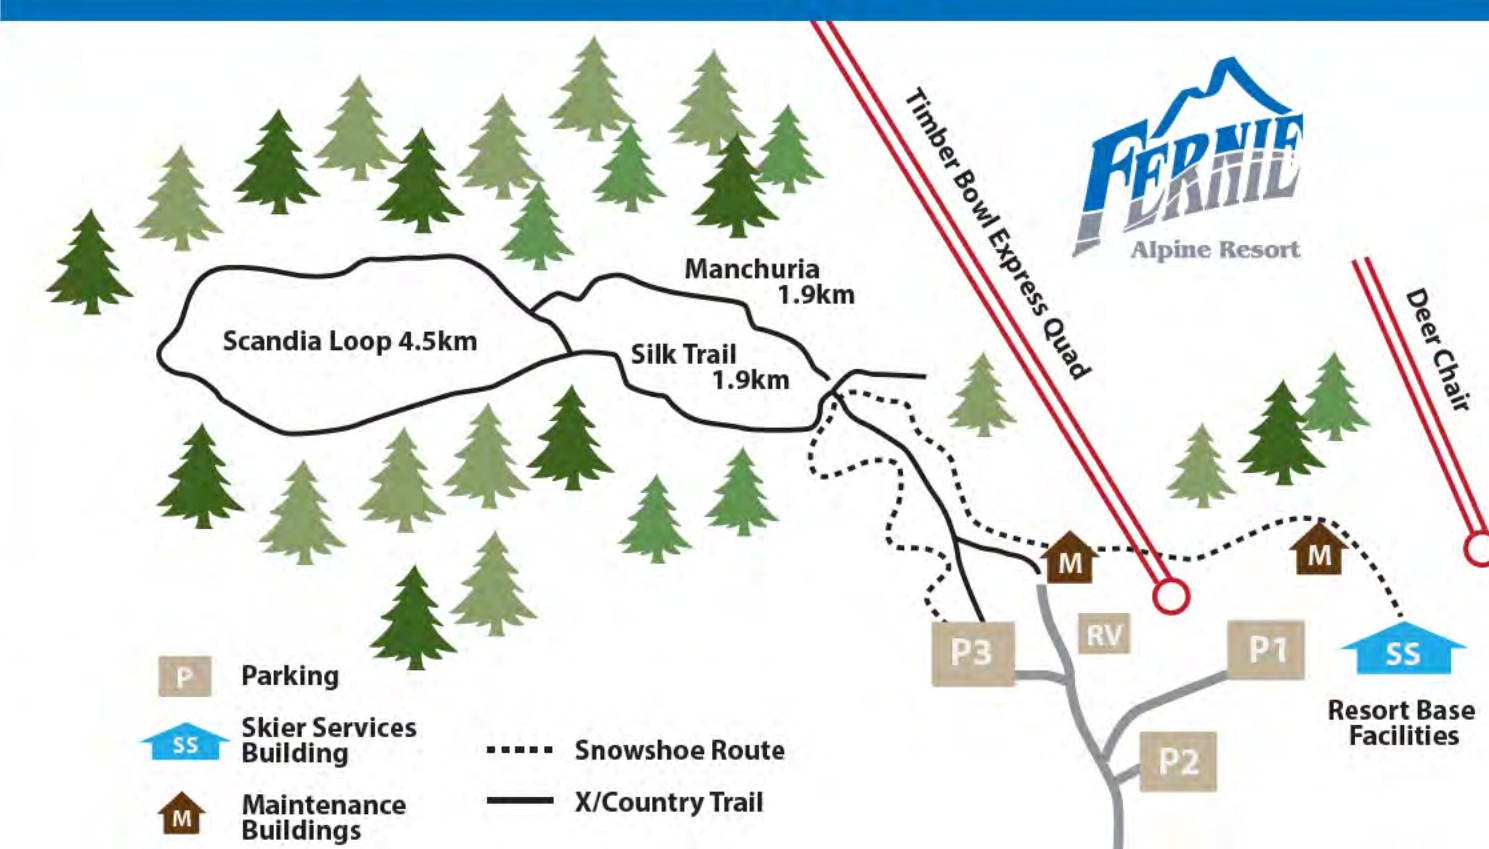 FERNIE
Alpine Resort
Timber Bowl Express Quad
Deer Chair
Manchuria
1.9km
Scandia Loop 4.5km
Silk Trail
1.9km
M
M
P3
RV
P1
SS
Resort Base
Facilities
P2
P
Parking
SS
Skier Services
Building
M
Maintenance
Buildings
Snowshoe Route
X/Country Trail